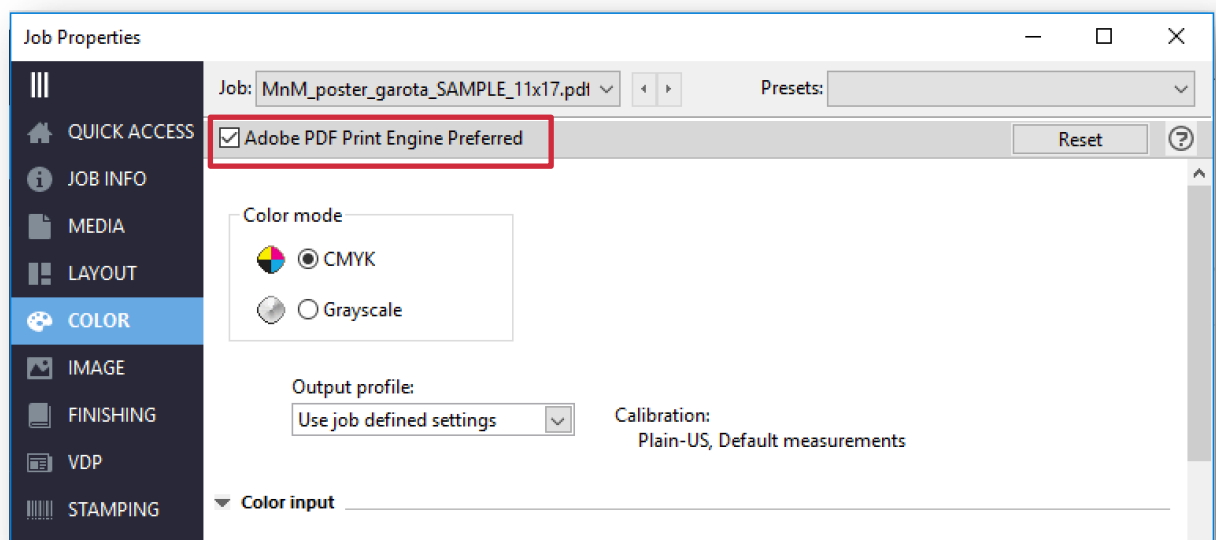 Job Properties
Job: MnM_poster_garota_SAMPLE_11x17.pdf
Presets:
QUICK ACCESS
Adobe PDF Print Engine Preferred
Reset
?
JOB INFO
MEDIA
LAYOUT
COLOR
IMAGE
FINISHING
VDP
STAMPING
Color mode
CMYK
Grayscale
Output profile:
Use job defined settings
Calibration:
Plain-US, Default measurements
Color input